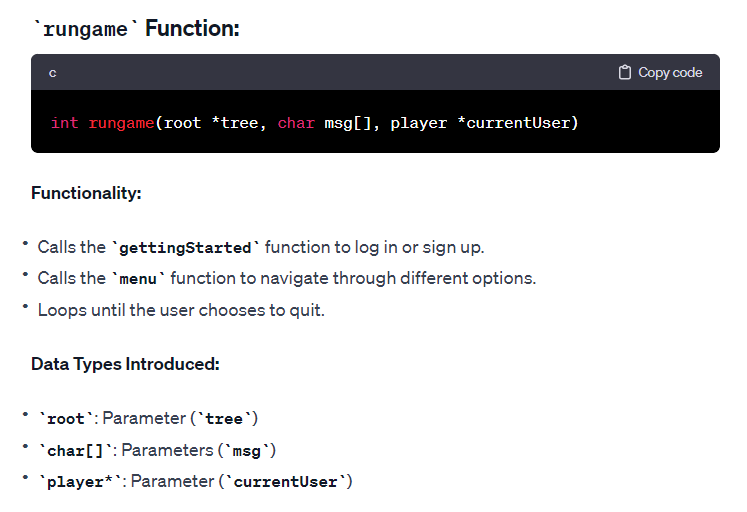 `rungame` Function:
c Copy code
int rungame(root *tree, char msg[], player *currentUser)
Functionality:
• Calls the `gettingStarted` function to log in or sign up.
• Calls the `menu` function to navigate through different options.
• Loops until the user chooses to quit.
Data Types Introduced:
• `root`: Parameter (`tree`)
• `char[]`: Parameters (`msg`)
• `player*`: Parameter (`currentUser`)